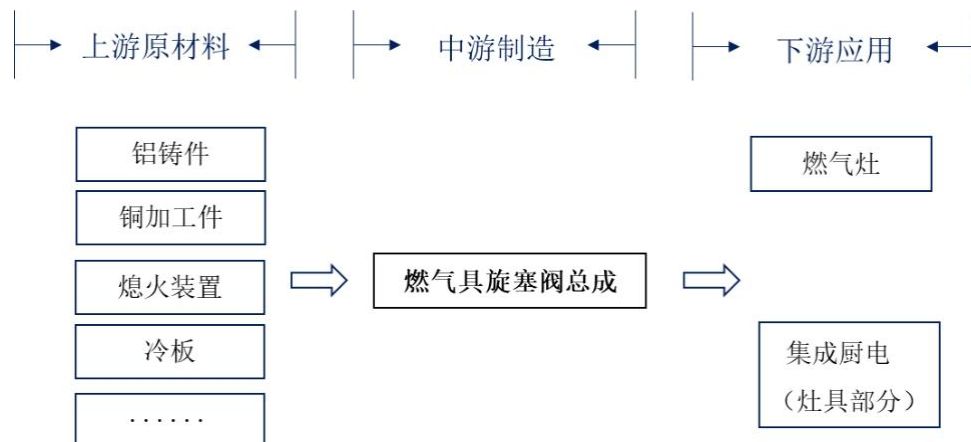 上游原材料
中游制造
下游应用
铝铸件
铜加工件
熄火装置
冷板
······
燃气具旋塞阀总成
燃气灶
集成厨电
（灶具部分）